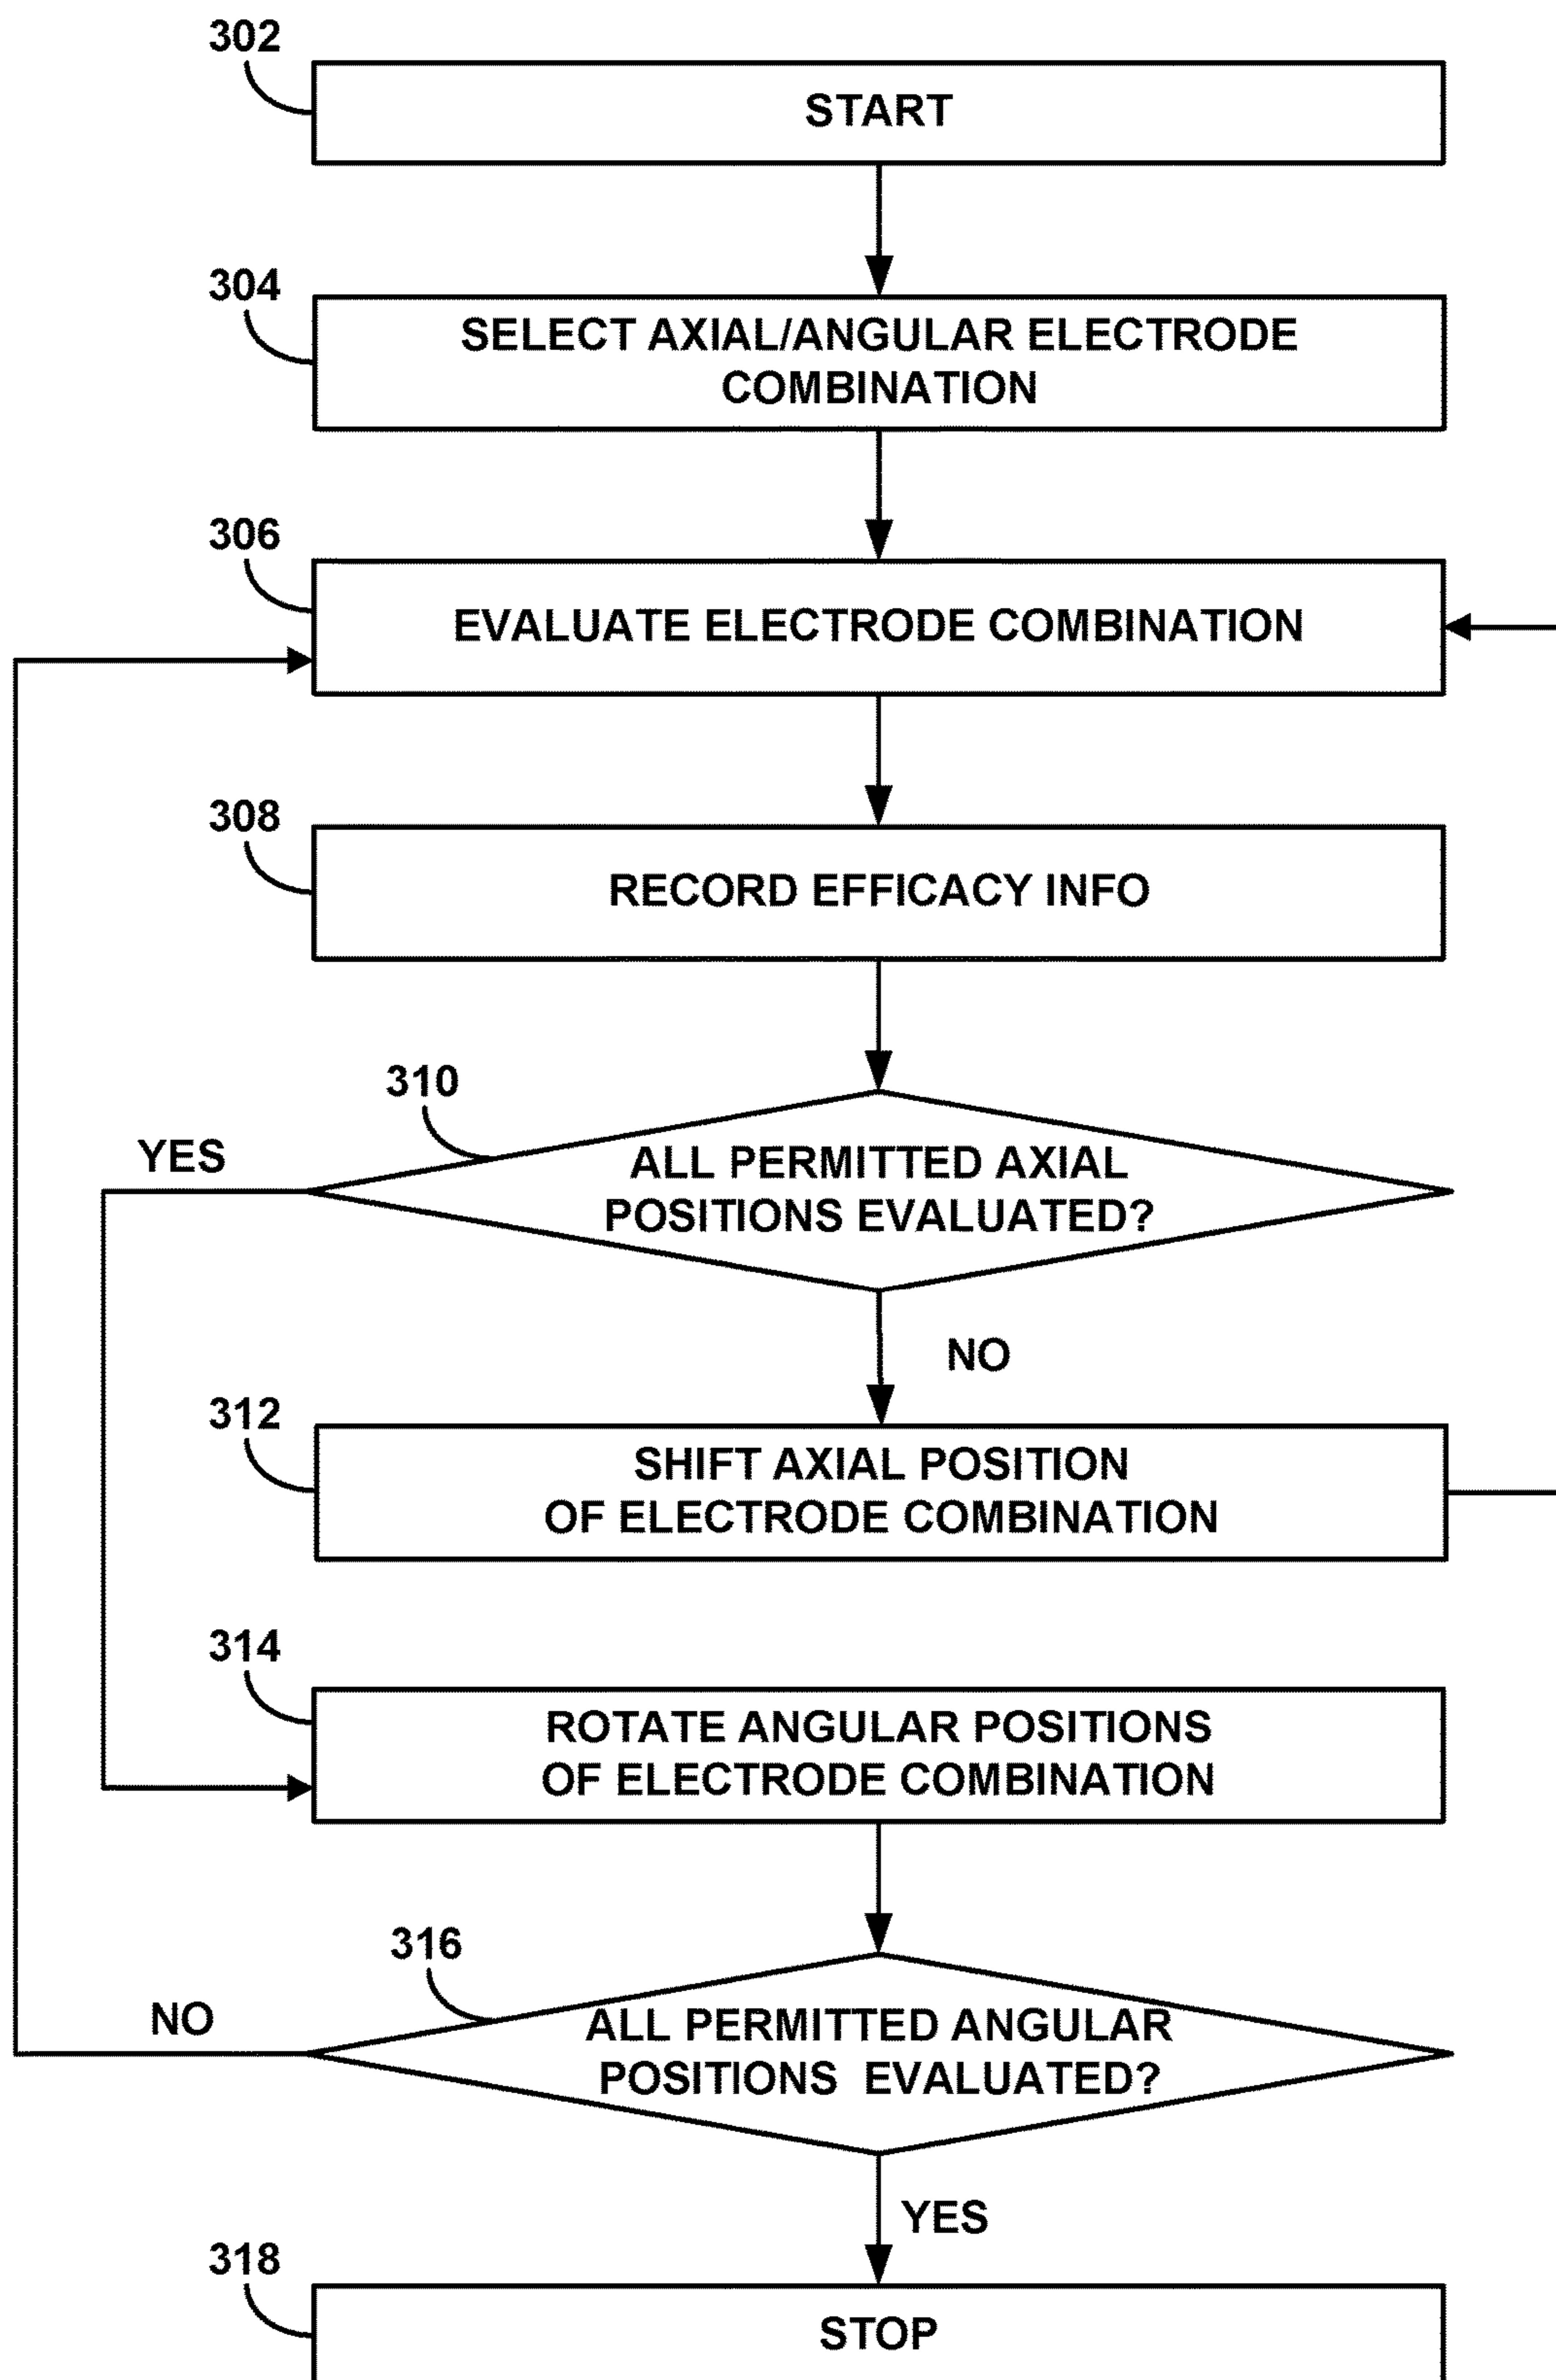 302
START
304
SELECT AXIAL/ANGULAR ELECTRODE
COMBINATION
306
EVALUATE ELECTRODE COMBINATION
308
RECORD EFFICACY INFO
310
YES
ALL PERMITTED AXIAL
POSITIONS EVALUATED?
NO
312
SHIFT AXIAL POSITION
OF ELECTRODE COMBINATION
314
ROTATE ANGULAR POSITIONS
OF ELECTRODE COMBINATION
316
NO
ALL PERMITTED ANGULAR
POSITIONS EVALUATED?
YES
318
STOP